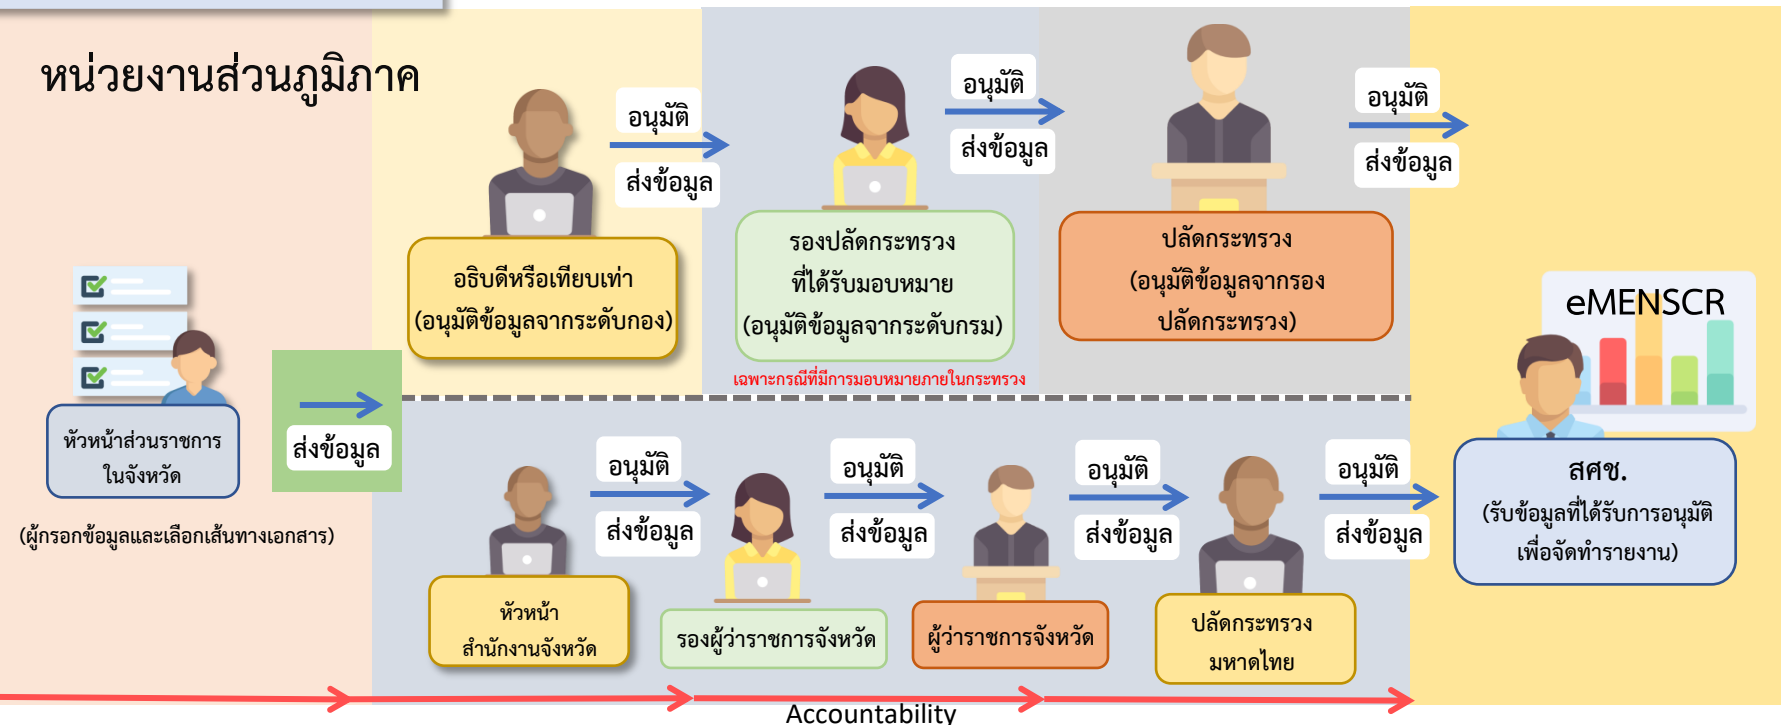 หน่วยงานส่วนภูมิภาค
อนุมัติ
ส่งข้อมูล
อนุมัติ
ส่งข้อมูล
อนุมัติ
ส่งข้อมูล
อธิบดีหรือเทียบเท่า
(อนุมัติข้อมูลจากระดับกอง)
รองปลัดกระทรวง
ที่ได้รับมอบหมาย
(อนุมัติข้อมูลจากระดับกรม)
เฉพาะกรณีที่มีการมอบหมายภายในกระทรวง
ปลัดกระทรวง
(อนุมัติข้อมูลจากรอง
ปลัดกระทรวง)
eMENSCR
หัวหน้าส่วนราชการ
ในจังหวัด
(ผู้กรอกข้อมูลและเลือกเส้นทางเอกสาร)
ส่งข้อมูล
อนุมัติ
ส่งข้อมูล
อนุมัติ
ส่งข้อมูล
อนุมัติ
ส่งข้อมูล
อนุมัติ
ส่งข้อมูล
หัวหน้า
สำนักงานจังหวัด
รองผู้ว่าราชการจังหวัด
ผู้ว่าราชการจังหวัด
ปลัดกระทรวง
มหาดไทย
สศช.
(รับข้อมูลที่ได้รับการอนุมัติ
เพื่อจัดทำรายงาน)
Accountability